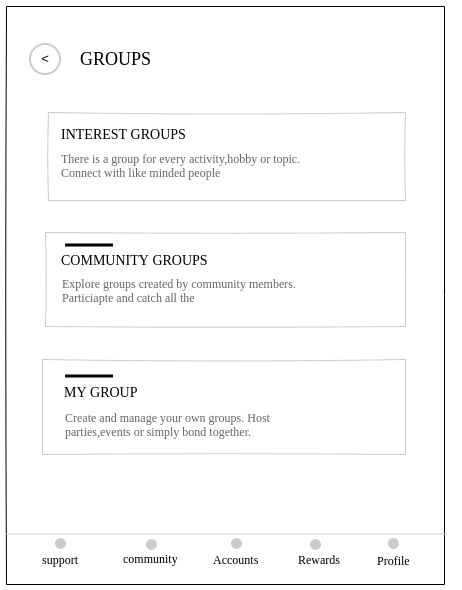 < GROUPS
INTEREST GROUPS
There is a group for every activity,hobby or topic.
Connect with like minded people
COMMUNITY GROUPS
Explore groups created by community members.
Particiapte and catch all the
MY GROUP
Create and manage your own groups. Host
parties,events or simply bond together.
support community Accounts Rewards Profile